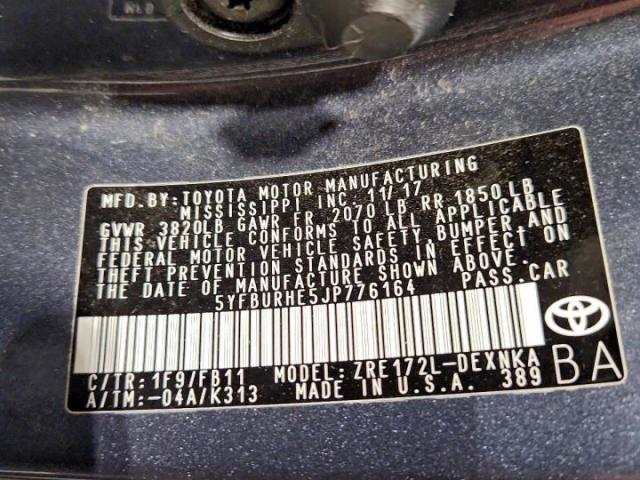 MFD. BY: TOYOTA MOTOR MANUFACTURING
MISSISSIPPI INC. 11/17
GVWR 3820LB GAWR FR 2070 LB RR 1850 LB
THIS VEHICLE CONFORMS TO ALL APPLICABLE
FEDERAL MOTOR VEHICLE SAFETY, BUMPER, AND
THEFT PREVENTION STANDARDS IN EFFECT ON
THE DATE OF MANUFACTURE SHOWN ABOVE.
5YFBURHE5JP776164 PASS. CAR
C/TR: 1F9/FB11 MODEL: ZRE172L-DEXNKA
A/TM: -04A/K313 MADE IN U.S.A. 389
BA